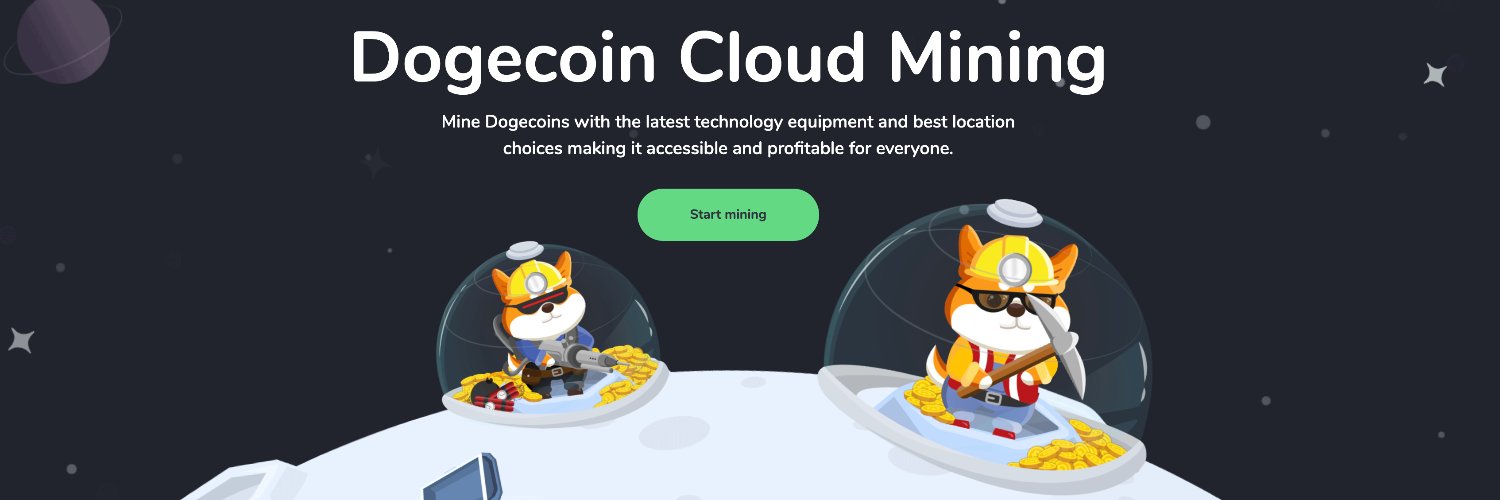 Dogecoin Cloud Mining
Mine Dogecoins with the latest technology equipment and best location
choices making it accessible and profitable for everyone.
Start mining